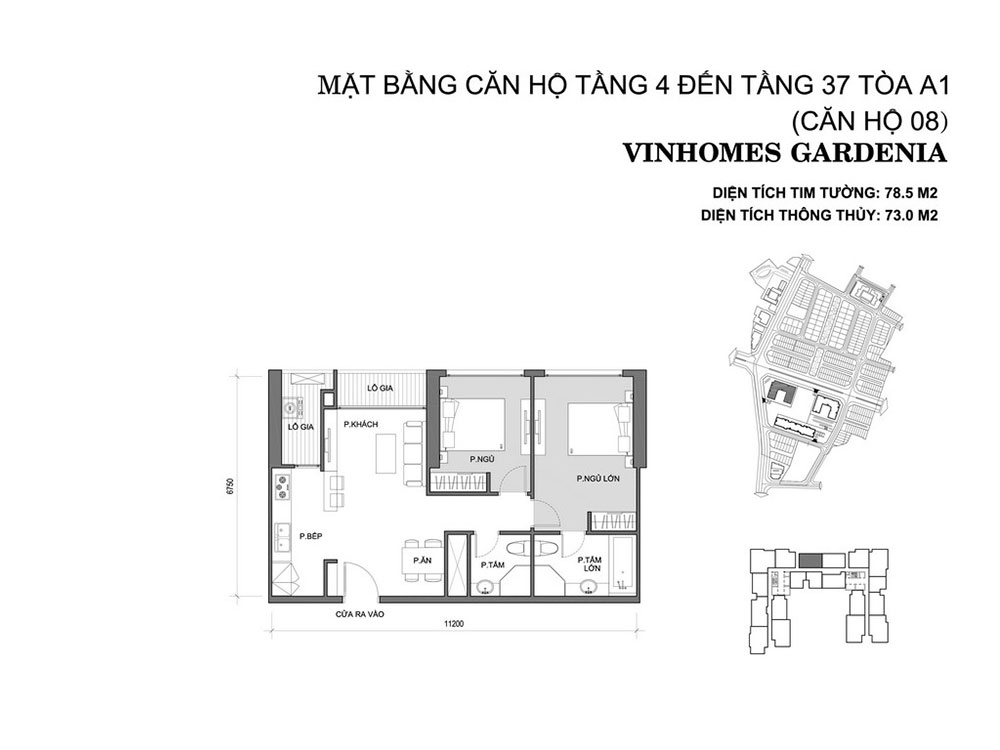 MẶT BẰNG CĂN HỘ TẦNG 4 ĐẾN TẦNG 37 TÒA A1
(CĂN HỘ 08)
VINHOMES GARDENIA
DIỆN TÍCH TIM TƯỜNG: 78.5 M2
DIỆN TÍCH THÔNG THỦY: 73.0 M2
LÔ GIA
LÔ GIA
P.KHÁCH
P.NGỦ
P.NGỦ LỚN
6750
P.BẾP
P.ĂN
P.TẮM
P.TẮM
LỚN
CỬA RA VÀO
11200